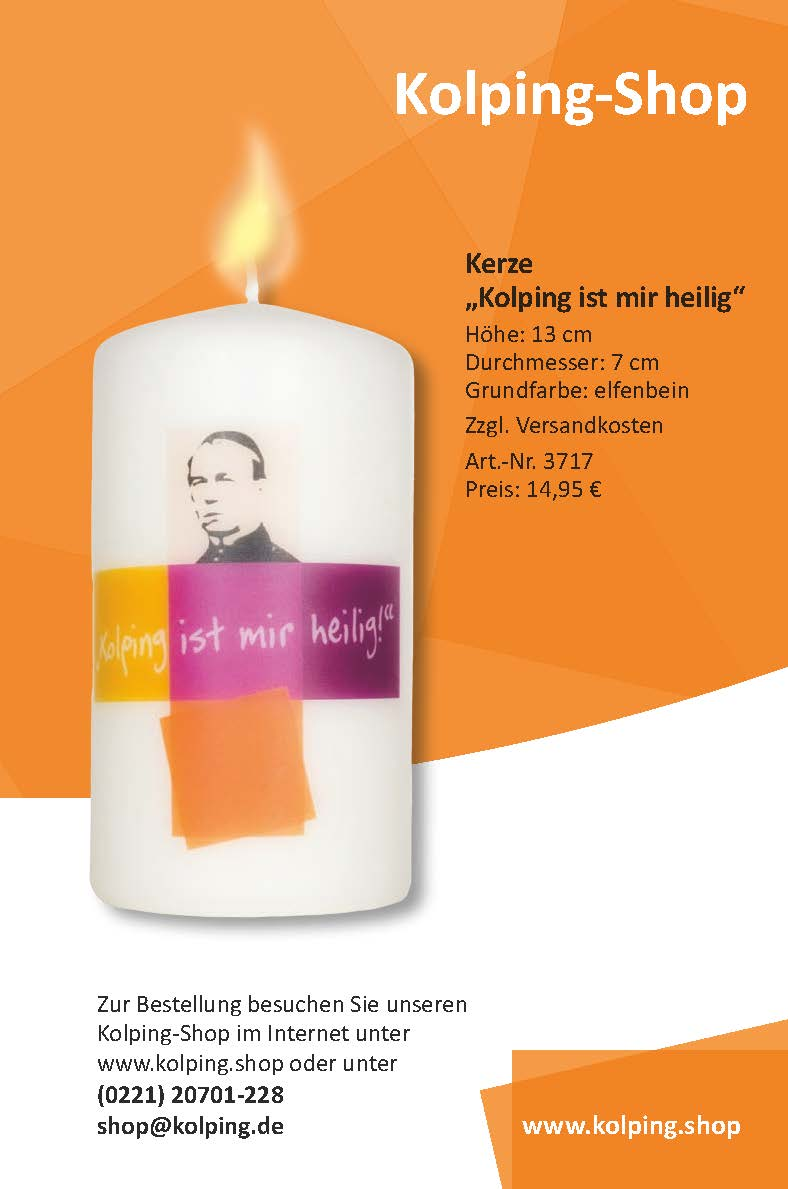 Kolping-Shop
Kerze
„Kolping ist mir heilig“
Höhe: 13 cm
Durchmesser: 7 cm
Grundfarbe: elfenbein
Zzgl. Versandkosten
Art.-Nr. 3717
Preis: 14,95 €
„Kolping ist mir heilig!“
Zur Bestellung besuchen Sie unseren
Kolping-Shop im Internet unter
www.kolping.shop oder unter
(0221) 20701-228
shop@kolping.de
www.kolping.shop